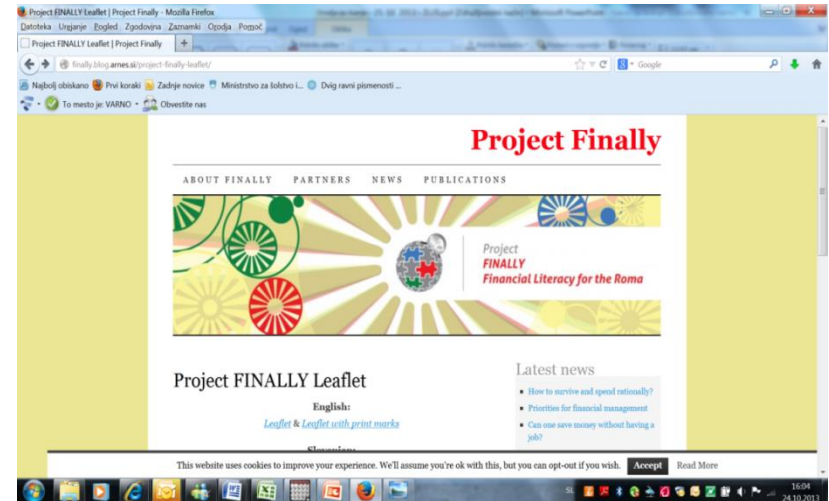 Project FINALLY Leaflet | Project Finally - Mozilla Firefox
Datoteka Urejanje Pogled Zgodovina Zaznamki Orodja Pomoč
Project FINALLY Leaflet | Project Finally
finally.blog.arnes.si/project-finally-leaflet/
Google
Najbolj obiskano Prvi koraki Zadnje novice Ministrstvo za šolstvo i... Dvig ravni pismenosti ...
To mesto je: VARNO Obvestite nas
Project Finally
ABOUT FINALLY PARTNERS NEWS PUBLICATIONS
Project
FINALLY
Financial Literacy for the Roma
Project FINALLY Leaflet
English:
Leaflet & Leaflet with print marks
Latest news
How to survive and spend rationally?
Priorities for financial management
Can one save money without having a
job?
This website uses cookies to improve your experience. We'll assume you're ok with this, but you can opt-out if you wish. Accept Read More
SL
16:04
24.10.2013